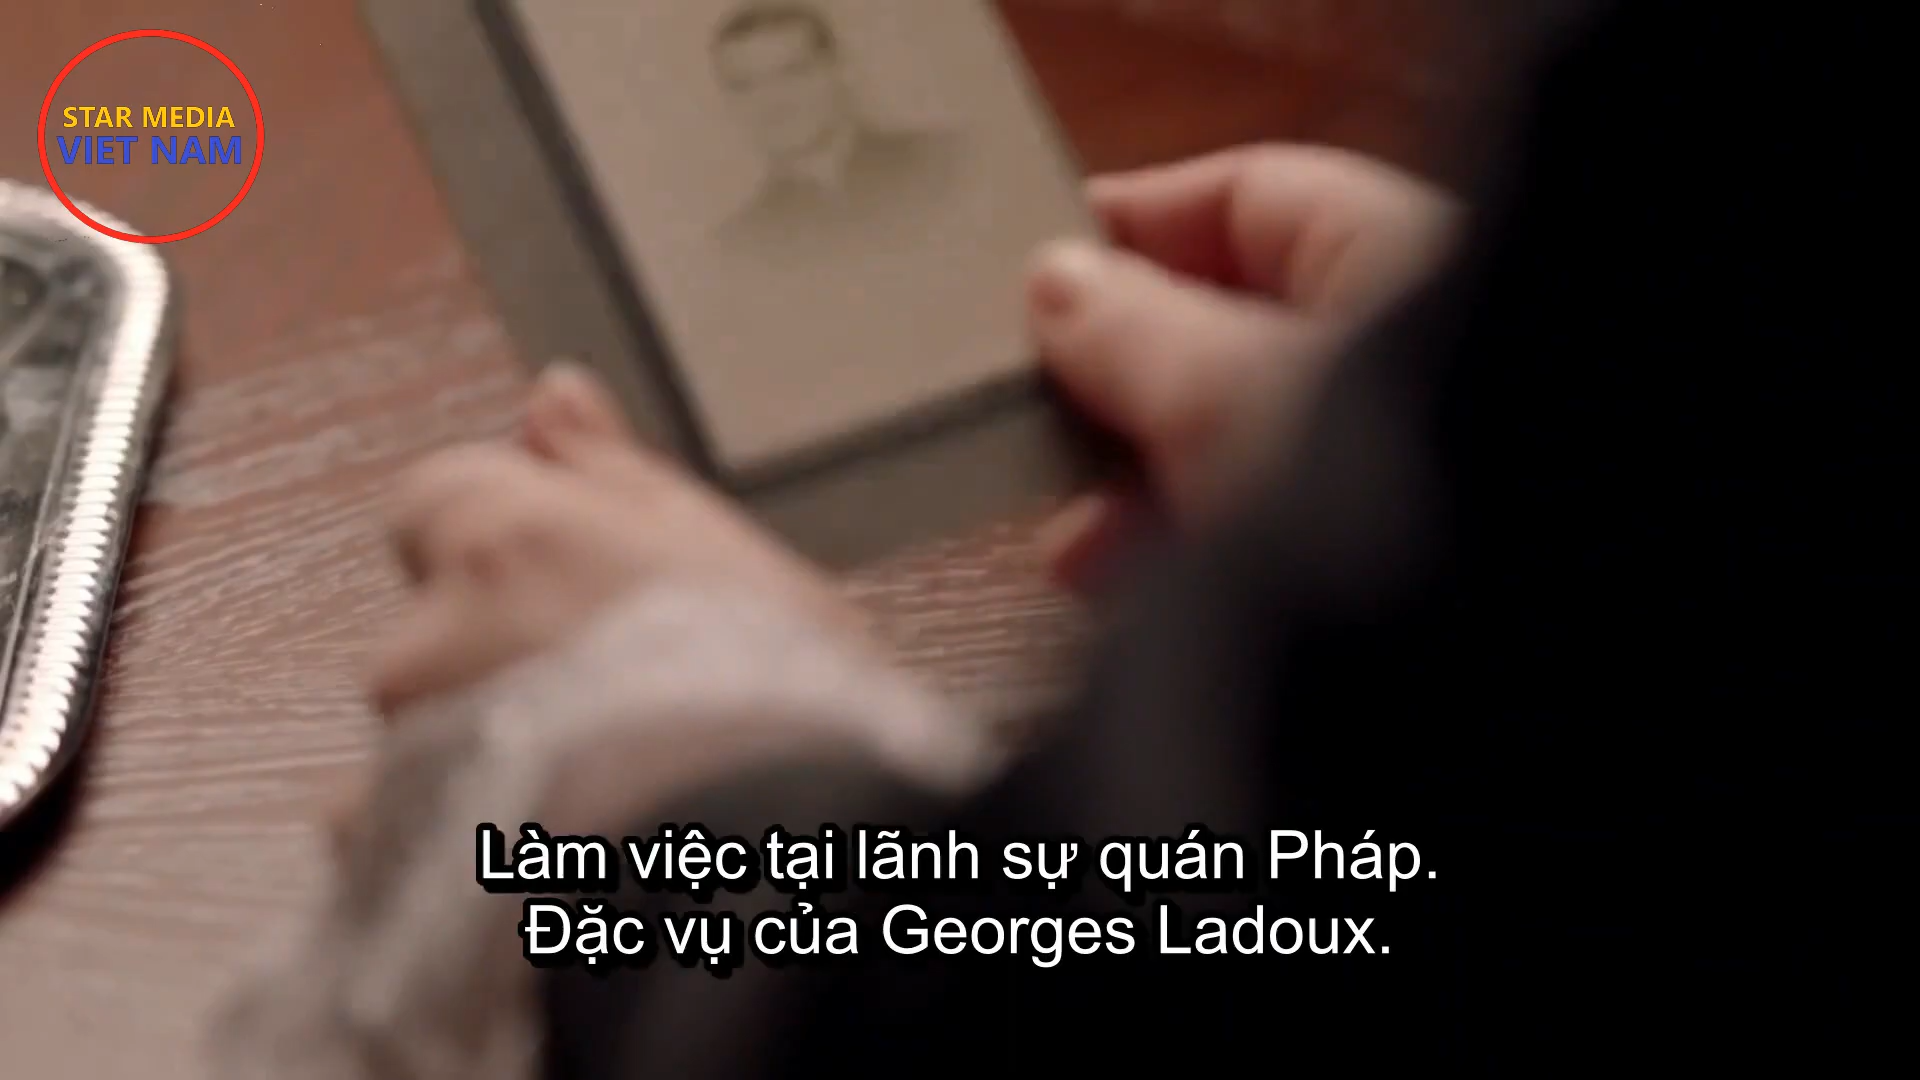 STAR MEDIA
VIET NAM
Làm việc tại lãnh sự quán Pháp.
Đặc vụ của Georges Ladoux.